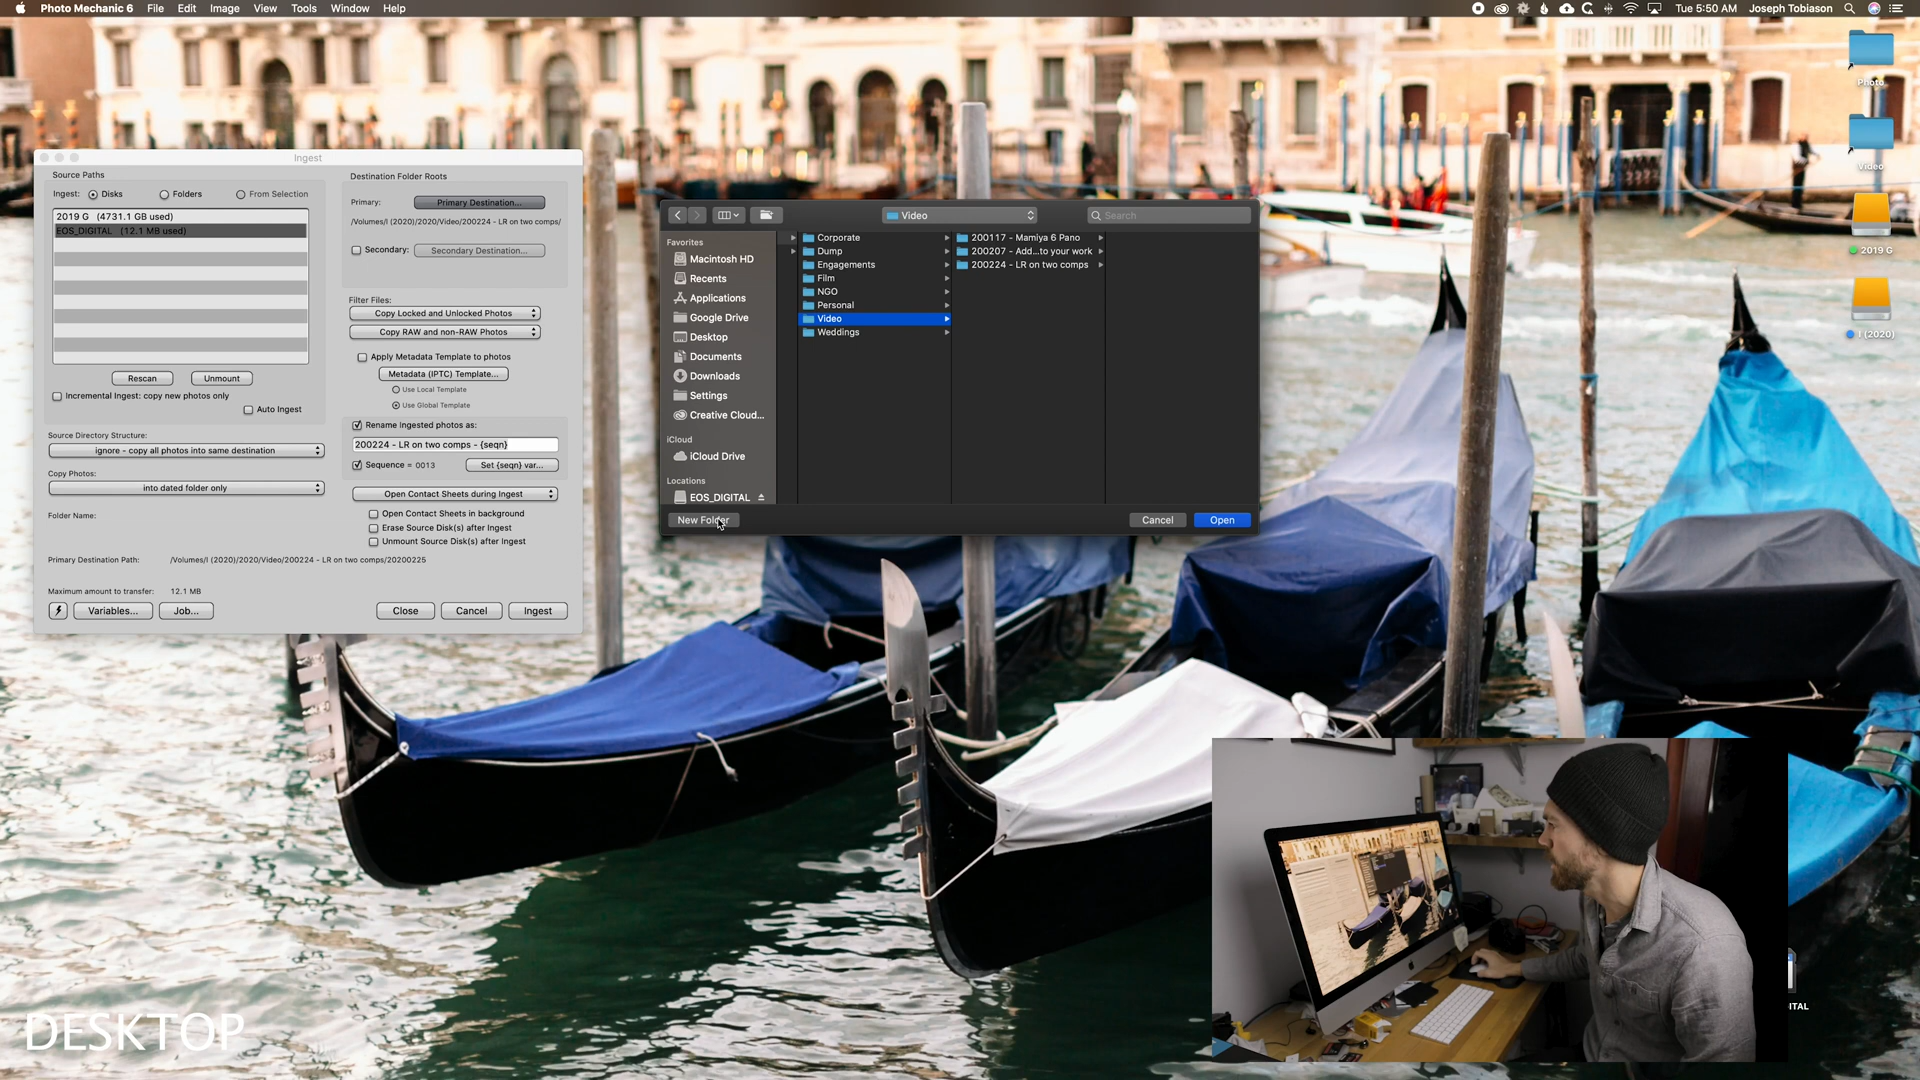 Photo Mechanic 6 File Edit Image View Tools Window Help
Tue 5:50 AM Joseph Tobiason
Photo
Video
2019 G
I (2020)
Ingest
Source Paths
Ingest: Disks Folders From Selection
2019 G (4731.1 GB used)
EOS_DIGITAL (12.1 MB used)
Rescan Unmount
Incremental Ingest: copy new photos only
Auto Ingest
Source Directory Structure:
ignore - copy all photos into same destination
Copy Photos:
into dated folder only
Folder Name:
Destination Folder Roots
Primary: Primary Destination...
/Volumes/I (2020)/2020/Video/200224 - LR on two comps/
Secondary: Secondary Destination...
Filter Files:
Copy Locked and Unlocked Photos
Copy RAW and non-RAW Photos
Apply Metadata Template to photos
Metadata (IPTC) Template...
Use Local Template
Use Global Template
Rename Ingested photos as:
200224 - LR on two comps - {seqn}
Sequence = 0013 Set {seqn} var...
Open Contact Sheets during Ingest
Open Contact Sheets in background
Erase Source Disk(s) after Ingest
Unmount Source Disk(s) after Ingest
Primary Destination Path: /Volumes/I (2020)/2020/Video/200224 - LR on two comps/20200225
Maximum amount to transfer: 12.1 MB
Variables... Job... Close Cancel Ingest
Video Search
Favorites
Macintosh HD
Recents
Applications
Google Drive
Desktop
Documents
Downloads
Settings
Creative Cloud...
iCloud
iCloud Drive
Locations
EOS_DIGITAL
Corporate
Dump
Engagements
Film
NGO
Personal
Video
Weddings
200117 - Mamiya 6 Pano
200207 - Add...to your work
200224 - LR on two comps
New Folder Cancel Open
ITAL
DESKTOP